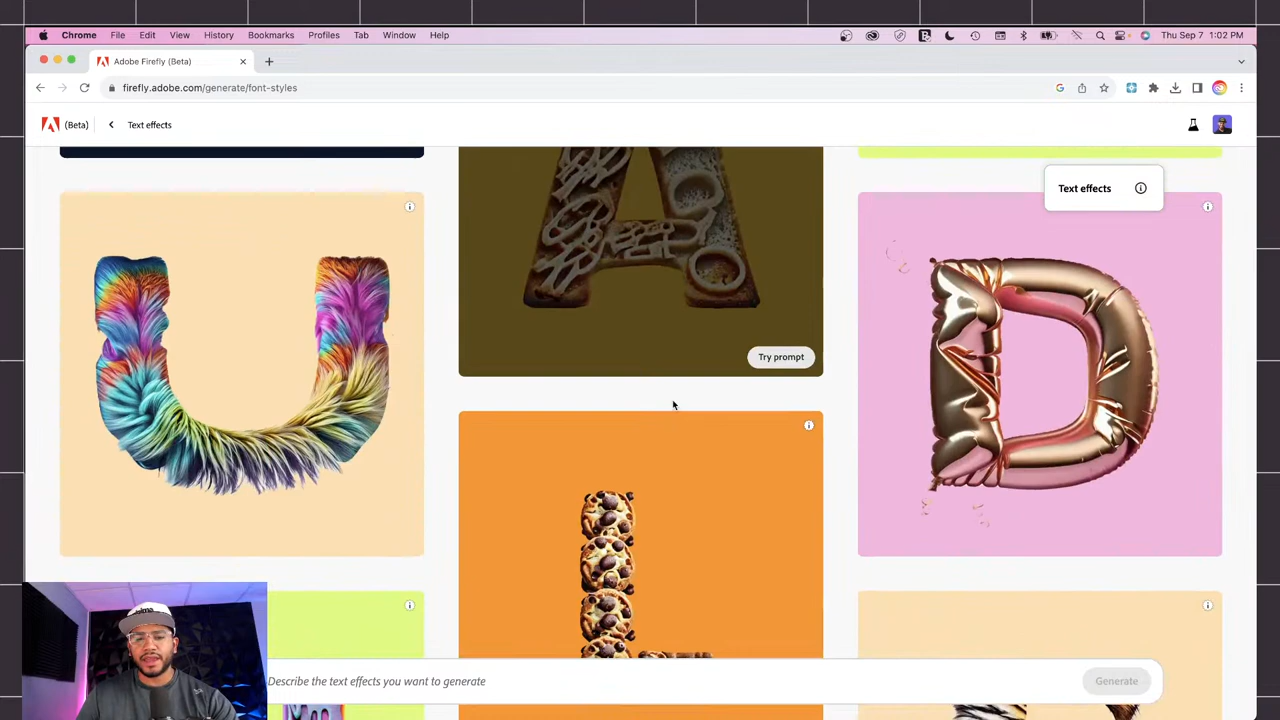 Chrome File Edit View History Bookmarks Profiles Tab Window Help Thu Sep 7 1:02 PM
Adobe Firefly (Beta)
firefly.adobe.com/generate/font-styles
(Beta) Text effects
Text effects
U
A
D
Try prompt
L
Describe the text effects you want to generate
Generate